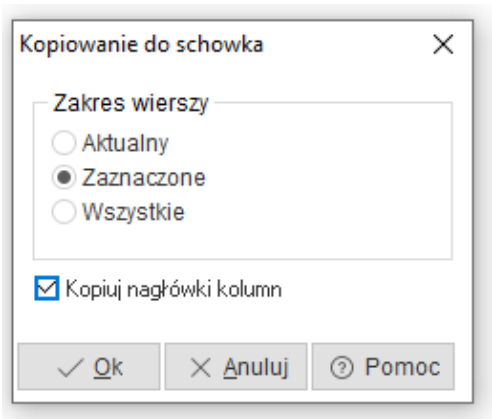 Kopiowanie do schowka
Zakres wierszy
Aktualny
Zaznaczone
Wszystkie
Kopiuj nagłówki kolumn
Ok
Anuluj
Pomoc